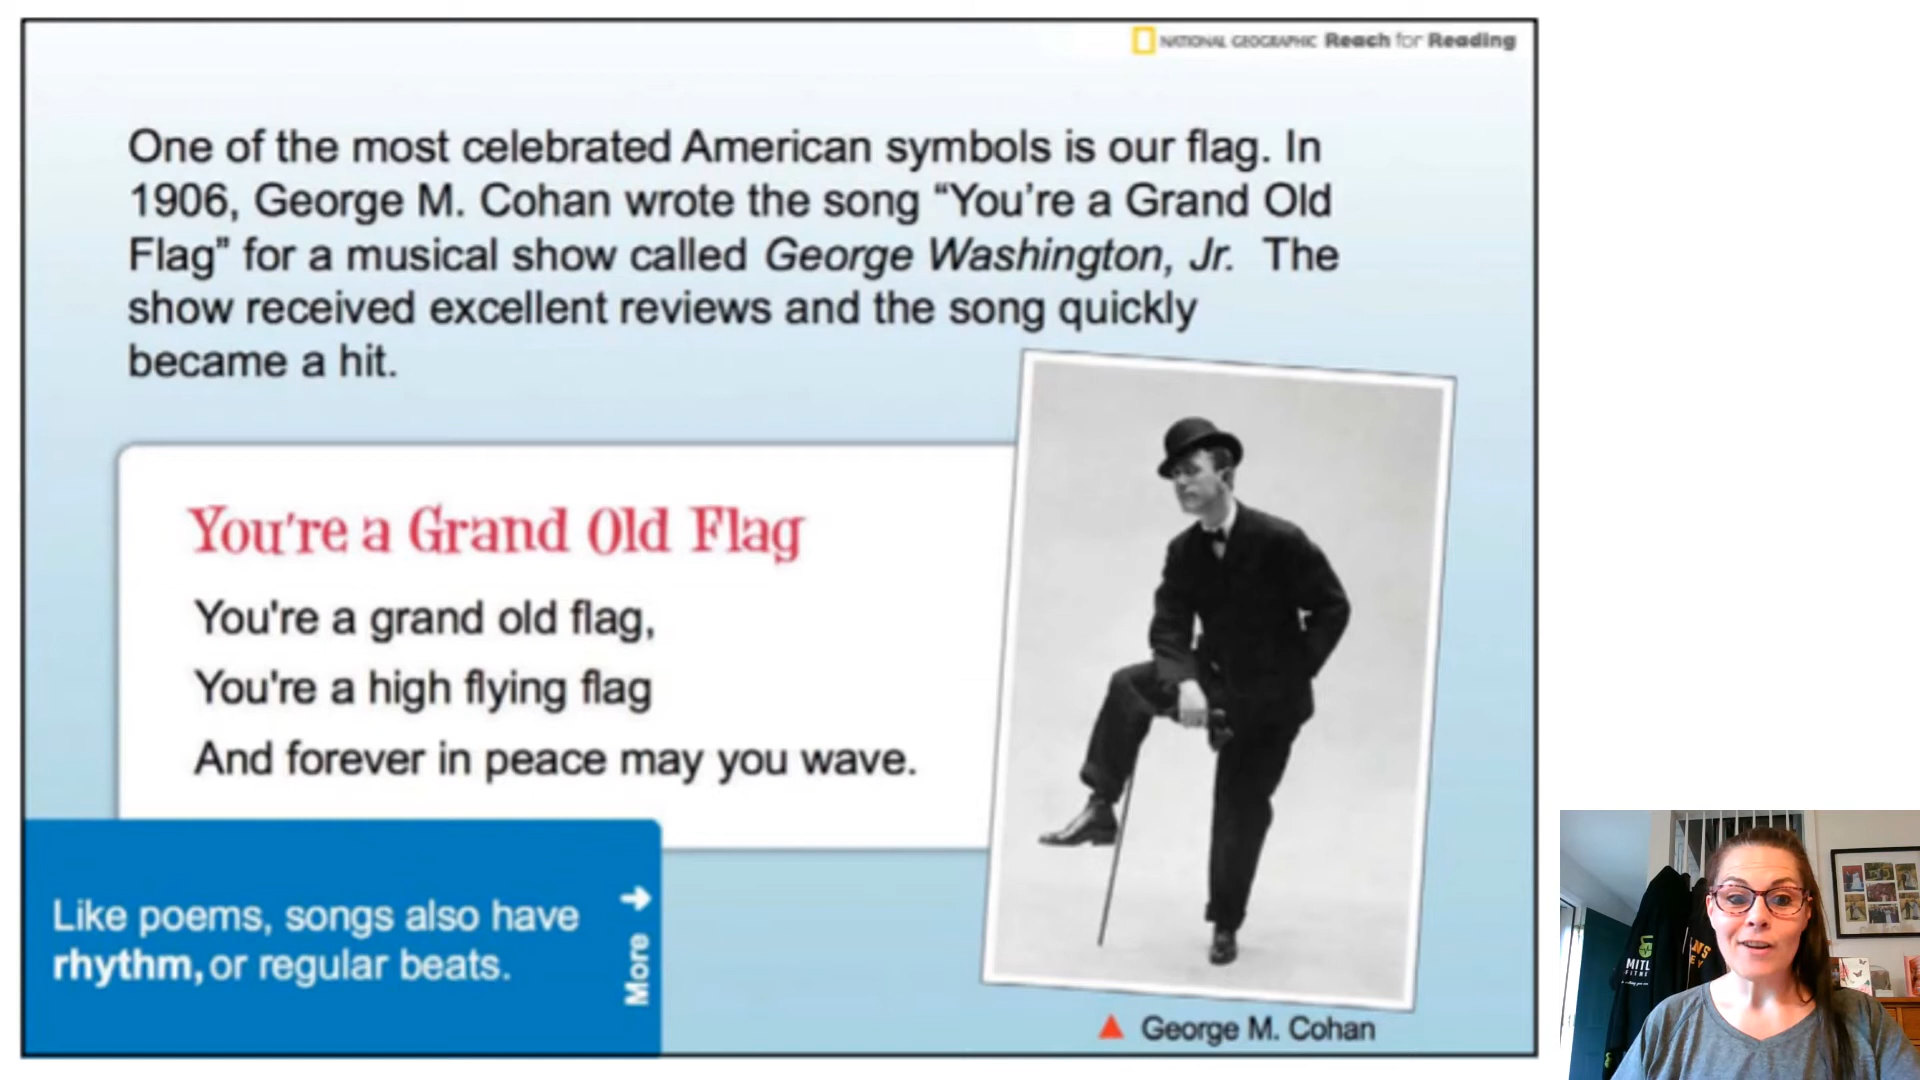 NATIONAL GEOGRAPHIC Reach for Reading
One of the most celebrated American symbols is our flag. In
1906, George M. Cohan wrote the song “You’re a Grand Old
Flag” for a musical show called George Washington, Jr. The
show received excellent reviews and the song quickly
became a hit.
You're a Grand Old Flag
You're a grand old flag,
You're a high flying flag
And forever in peace may you wave.
Like poems, songs also have
rhythm, or regular beats.
More
George M. Cohan
MITL